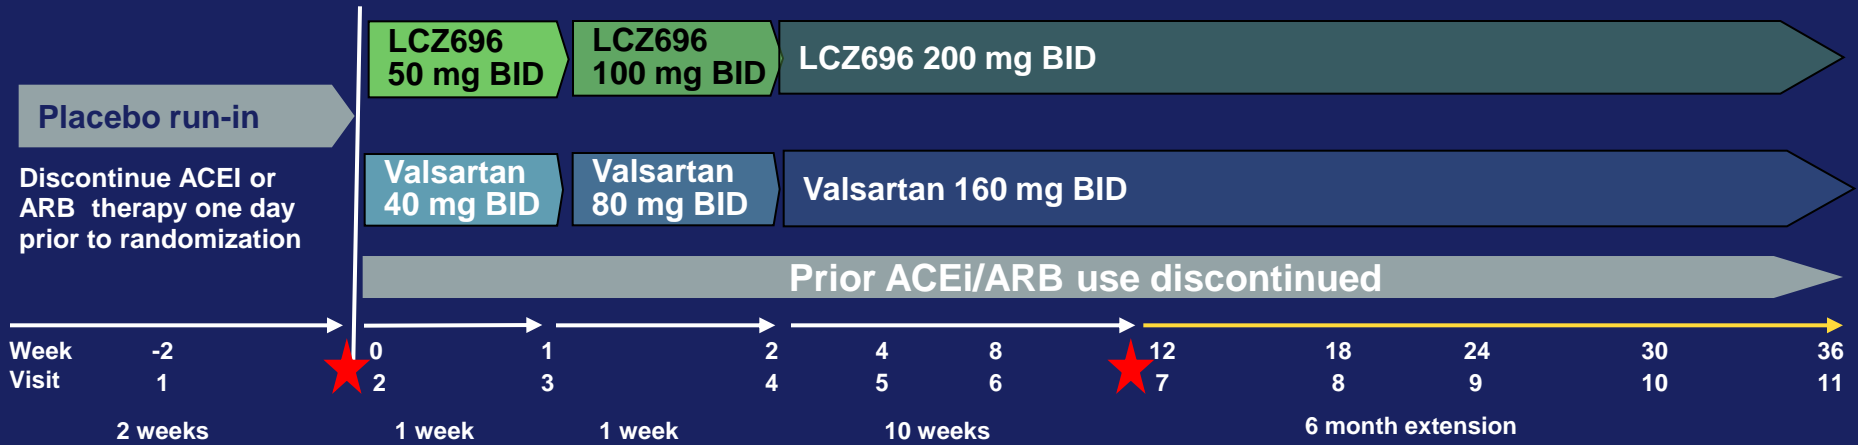 LCZ696
50 mg BID
LCZ696
100 mg BID
LCZ696 200 mg BID
Placebo run-in
Discontinue ACEI or
ARB therapy one day
prior to randomization
Valsartan
40 mg BID
Valsartan
80 mg BID
Valsartan 160 mg BID
Prior ACEi/ARB use discontinued
Week -2 0 1 2 4 8 12 18 24 30 36
Visit 1 2 3 4 5 6 7 8 9 10 11
2 weeks 1 week 1 week 10 weeks 6 month extension